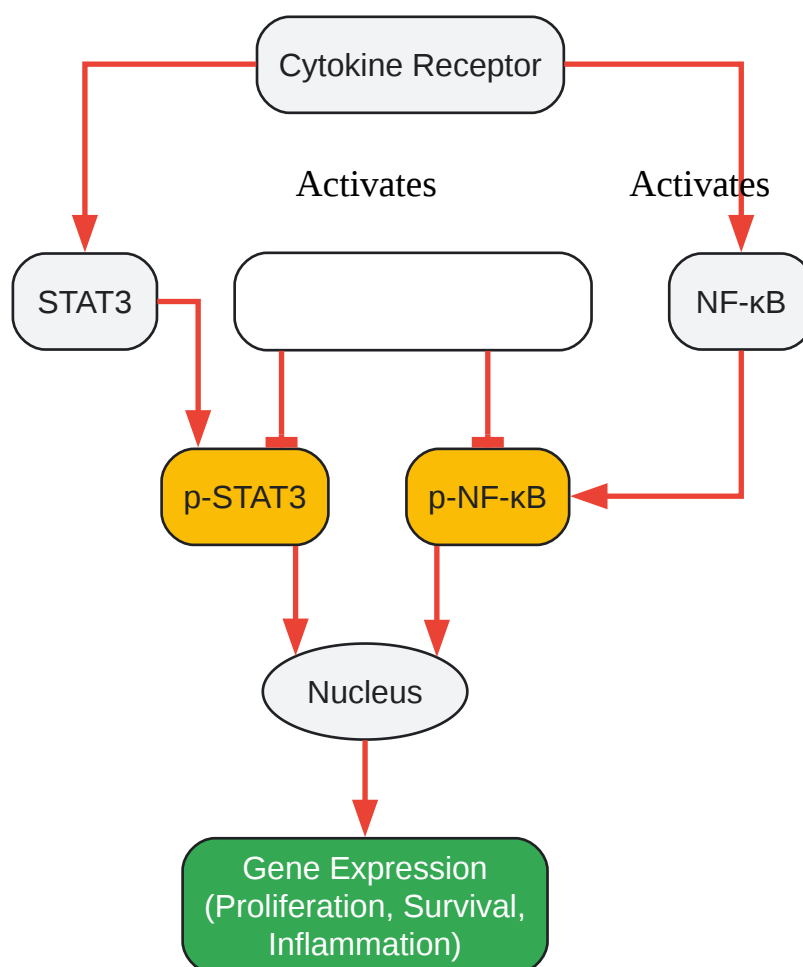 Cytokine Receptor
Activates
Activates
STAT3
NF-κB
p-STAT3
p-NF-κB
Nucleus
Gene Expression
(Proliferation, Survival,
Inflammation)